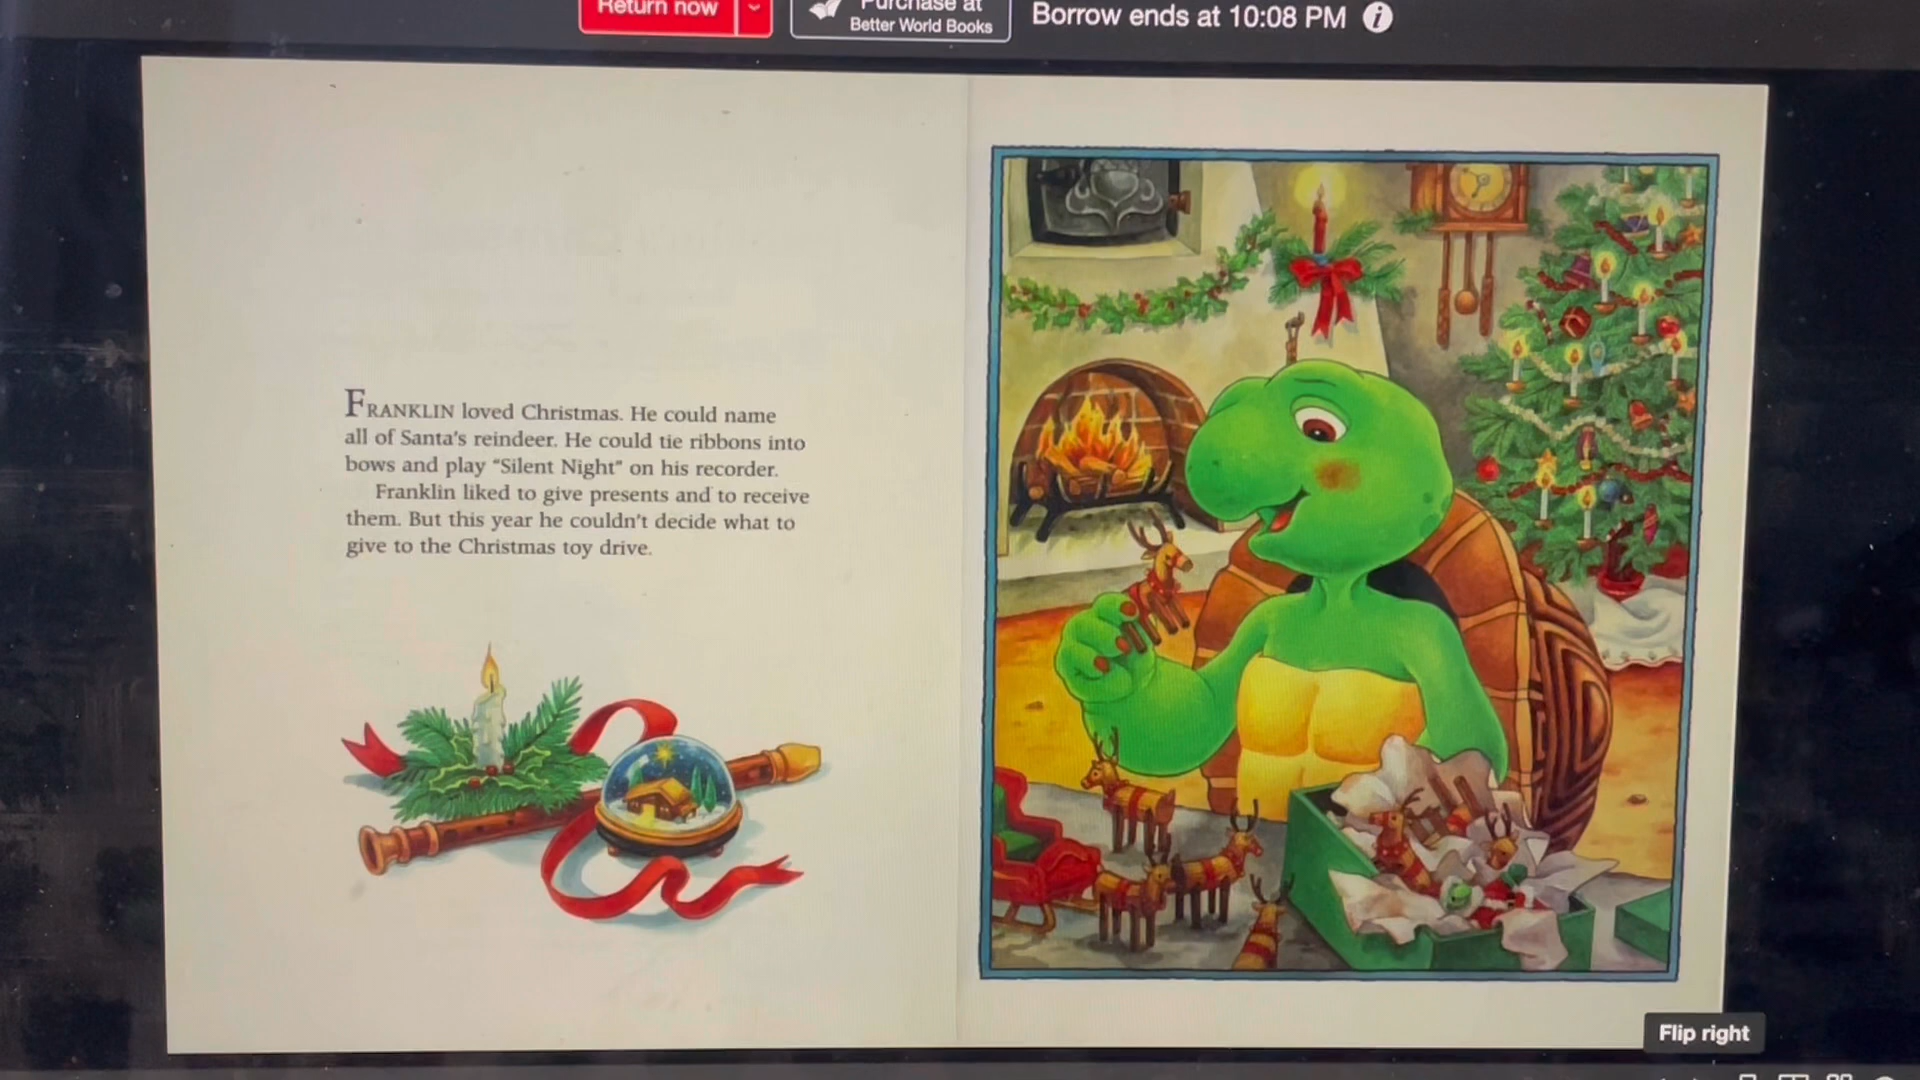 Return now
Purchase at
Better World Books
Borrow ends at 10:08 PM
FRANKLIN loved Christmas. He could name
all of Santa's reindeer. He could tie ribbons into
bows and play "Silent Night" on his recorder.
Franklin liked to give presents and to receive
them. But this year he couldn't decide what to
give to the Christmas toy drive.
Flip right